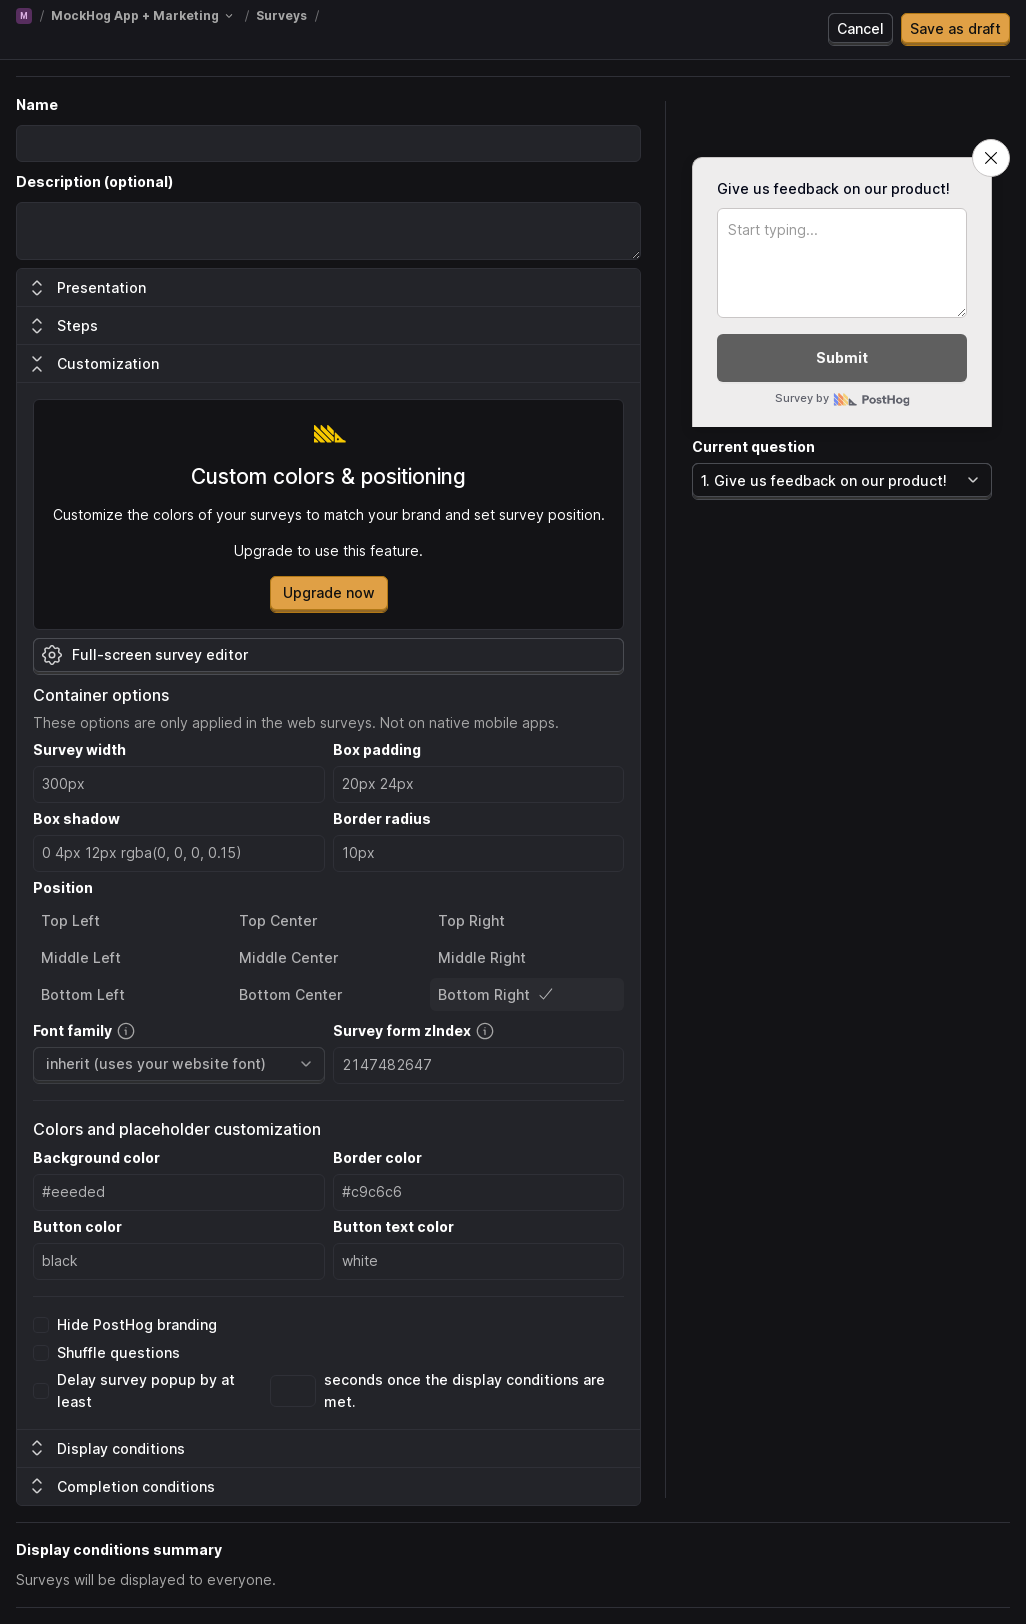 M / MockHog App + Marketing / Surveys /
Cancel
Save as draft
Name
Description (optional)
Presentation
Steps
Customization
Custom colors & positioning
Customize the colors of your surveys to match your brand and set survey position.
Upgrade to use this feature.
Upgrade now
Full-screen survey editor
Container options
These options are only applied in the web surveys. Not on native mobile apps.
Survey width
Box padding
300px
20px 24px
Box shadow
Border radius
0 4px 12px rgba(0, 0, 0, 0.15)
10px
Position
Top Left
Top Center
Top Right
Middle Left
Middle Center
Middle Right
Bottom Left
Bottom Center
Bottom Right
Font family
Survey form zIndex
inherit (uses your website font)
2147482647
Colors and placeholder customization
Background color
Border color
#eeeded
#c9c6c6
Button color
Button text color
black
white
Hide PostHog branding
Shuffle questions
Delay survey popup by at
least
seconds once the display conditions are
met.
Display conditions
Completion conditions
Give us feedback on our product!
Start typing...
Submit
Survey by PostHog
Current question
1. Give us feedback on our product!
Display conditions summary
Surveys will be displayed to everyone.